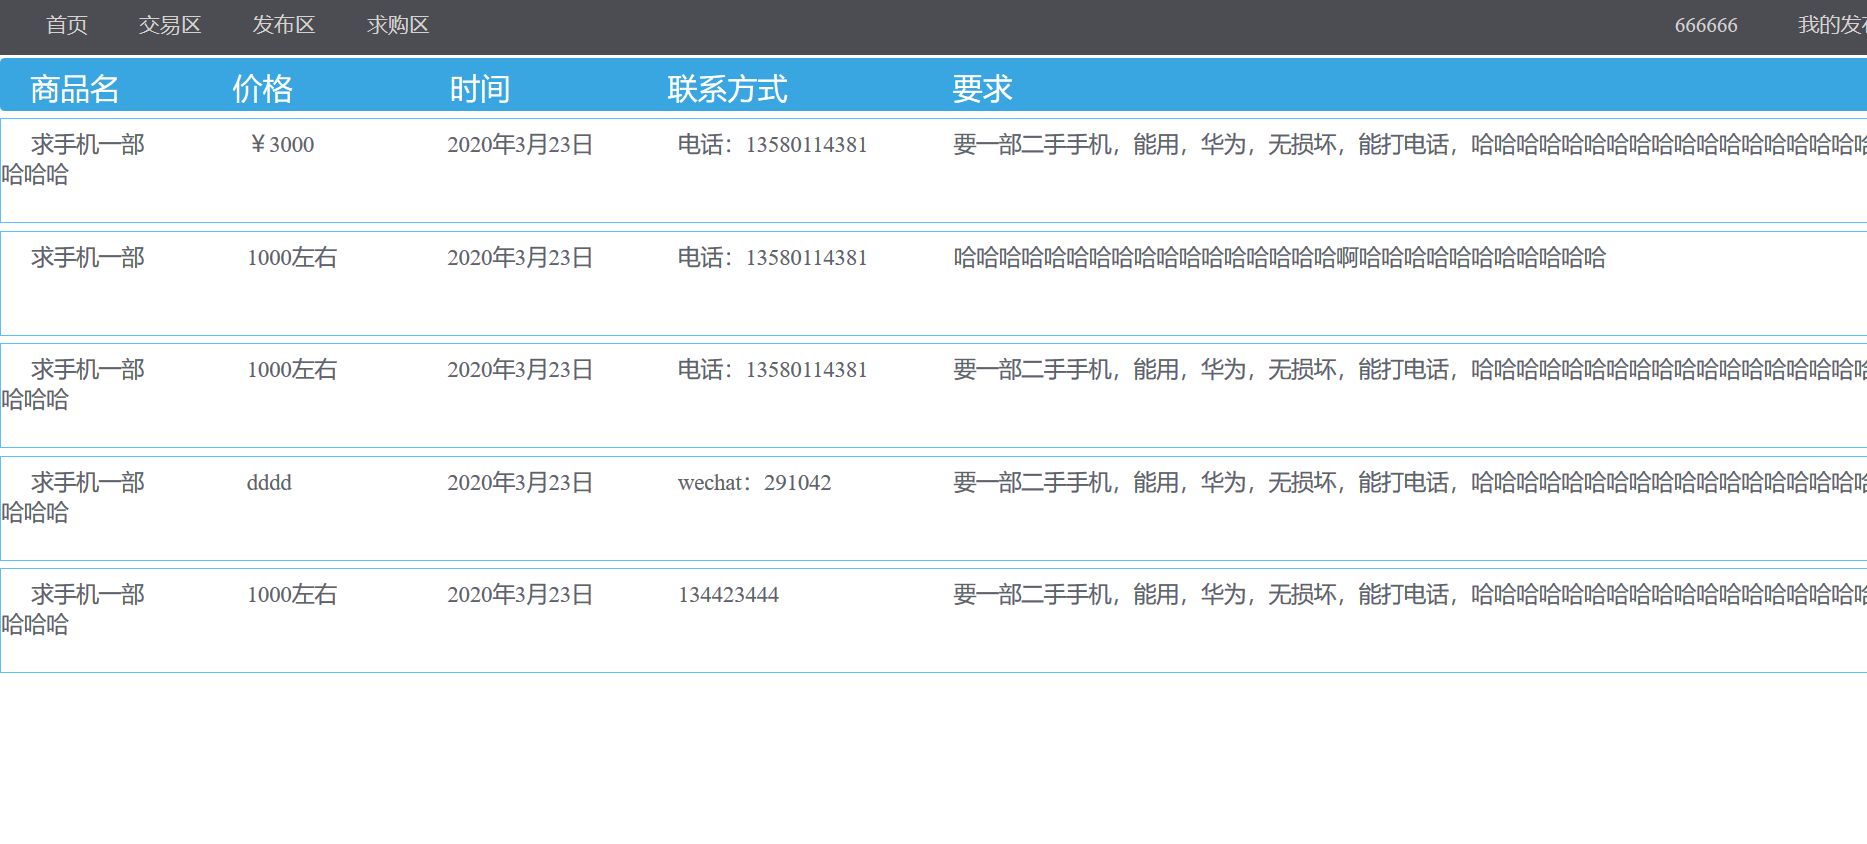 首页 交易区 发布区 求购区 666666 我的发
商品名 价格 时间 联系方式 要求
求手机一部 ￥3000 2020年3月23日 电话：13580114381 要一部二手手机，能用，华为，无损坏，能打电话，哈哈哈哈哈哈哈哈哈哈哈哈哈哈哈哈哈
哈哈哈
求手机一部 1000左右 2020年3月23日 电话：13580114381 哈哈哈哈哈哈哈哈哈哈哈哈哈哈哈哈哈啊哈哈哈哈哈哈哈哈哈哈哈
求手机一部 1000左右 2020年3月23日 电话：13580114381 要一部二手手机，能用，华为，无损坏，能打电话，哈哈哈哈哈哈哈哈哈哈哈哈哈哈哈哈哈
哈哈哈
求手机一部 dddd 2020年3月23日 wechat：291042 要一部二手手机，能用，华为，无损坏，能打电话，哈哈哈哈哈哈哈哈哈哈哈哈哈哈哈哈哈
哈哈哈
求手机一部 1000左右 2020年3月23日 134423444 要一部二手手机，能用，华为，无损坏，能打电话，哈哈哈哈哈哈哈哈哈哈哈哈哈哈哈哈哈
哈哈哈